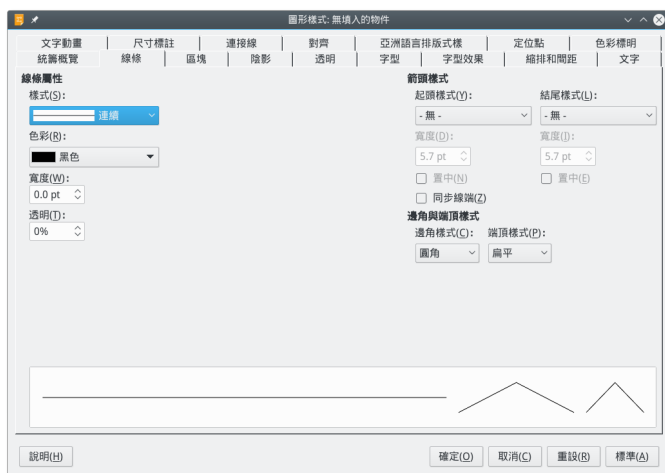 圖形樣式: 無填入的物件
文字動畫 尺寸標註 連接線 對齊 亞洲語言排版式樣 定位點 色彩標明
統籌概覽 線條 區塊 陰影 透明 字型 字型效果 縮排和間距 文字
線條屬性
樣式(S):
連續
色彩(R):
黑色
寬度(W):
0.0 pt
透明(T):
0%
箭頭樣式
起頭樣式(Y): 結尾樣式(L):
- 無 - - 無 -
寬度(D): 寬度(I):
5.7 pt 5.7 pt
置中(N) 置中(E)
同步線端(Z)
邊角與端頂樣式
邊角樣式(C): 端頂樣式(P):
圓角 扁平
說明(H) 確定(O) 取消(C) 重設(R) 標準(A)